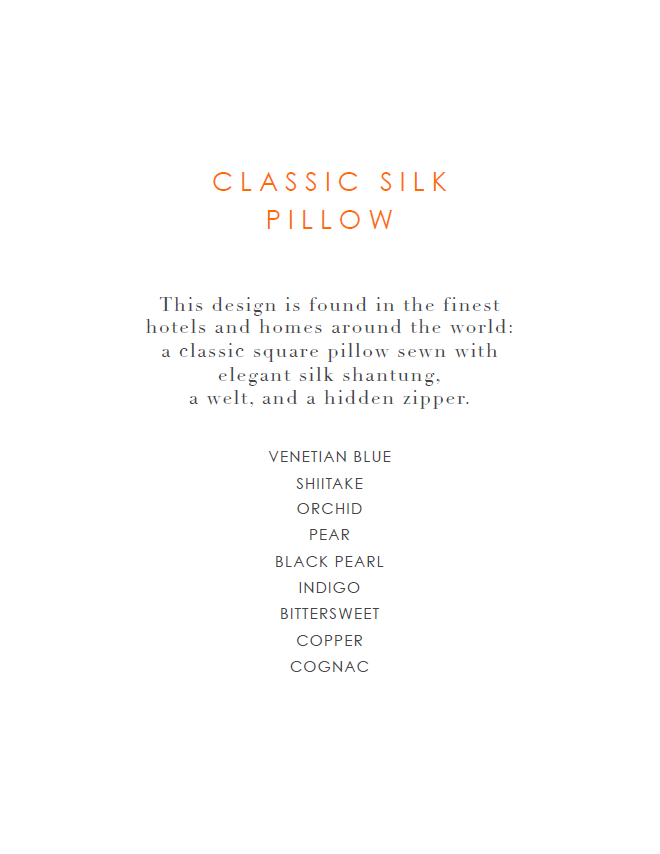 CLASSIC SILK
PILLOW
This design is found in the finest
hotels and homes around the world:
a classic square pillow sewn with
elegant silk shantung,
a welt, and a hidden zipper.
VENETIAN BLUE
SHIITAKE
ORCHID
PEAR
BLACK PEARL
INDIGO
BITTERSWEET
COPPER
COGNAC